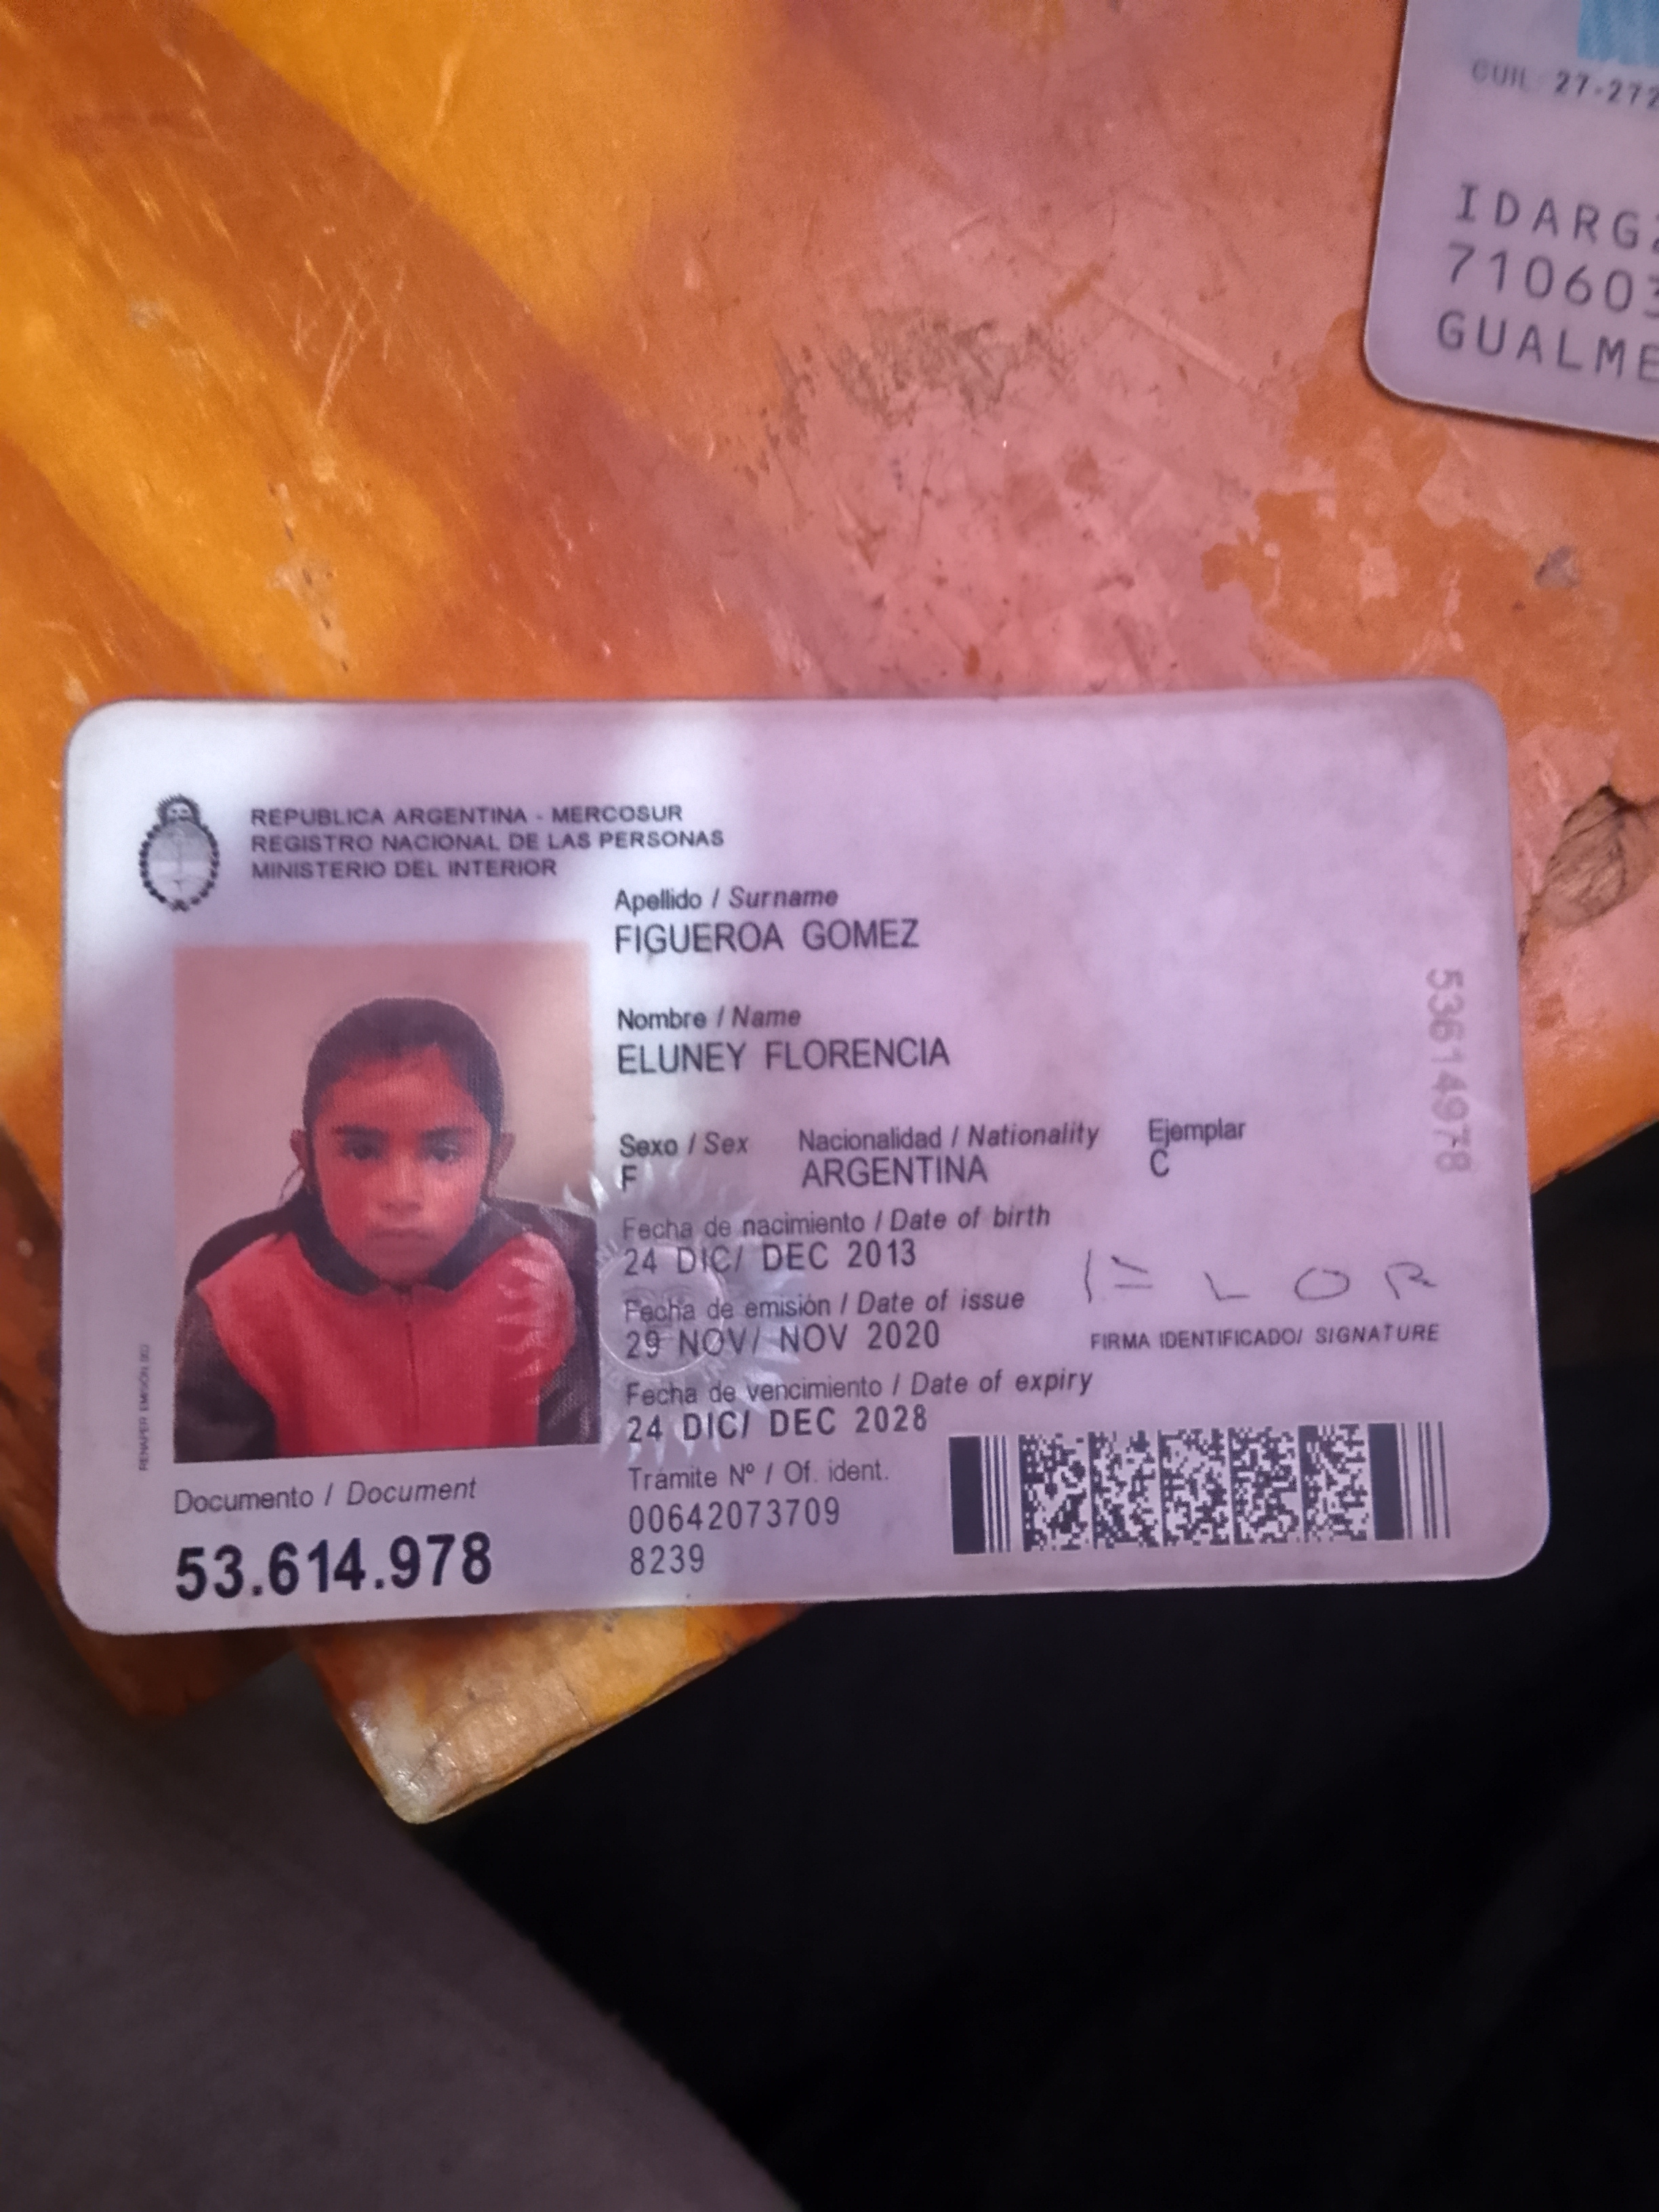 CUIL 27-272
IDARG
710603
GUALME
REPUBLICA ARGENTINA - MERCOSUR
REGISTRO NACIONAL DE LAS PERSONAS
MINISTERIO DEL INTERIOR
Apellido / Surname
FIGUEROA GOMEZ
Nombre / Name
ELUNEY FLORENCIA
Sexo / Sex Nacionalidad / Nationality Ejemplar
F ARGENTINA C
Fecha de nacimiento / Date of birth
24 DIC/ DEC 2013
Fecha de emisión / Date of issue
29 NOV/ NOV 2020
FLOR
FIRMA IDENTIFICADO/ SIGNATURE
Fecha de vencimiento / Date of expiry
24 DIC/ DEC 2028
Tramite Nº / Of. ident.
00642073709
8239
Documento / Document
53.614.978
53614978